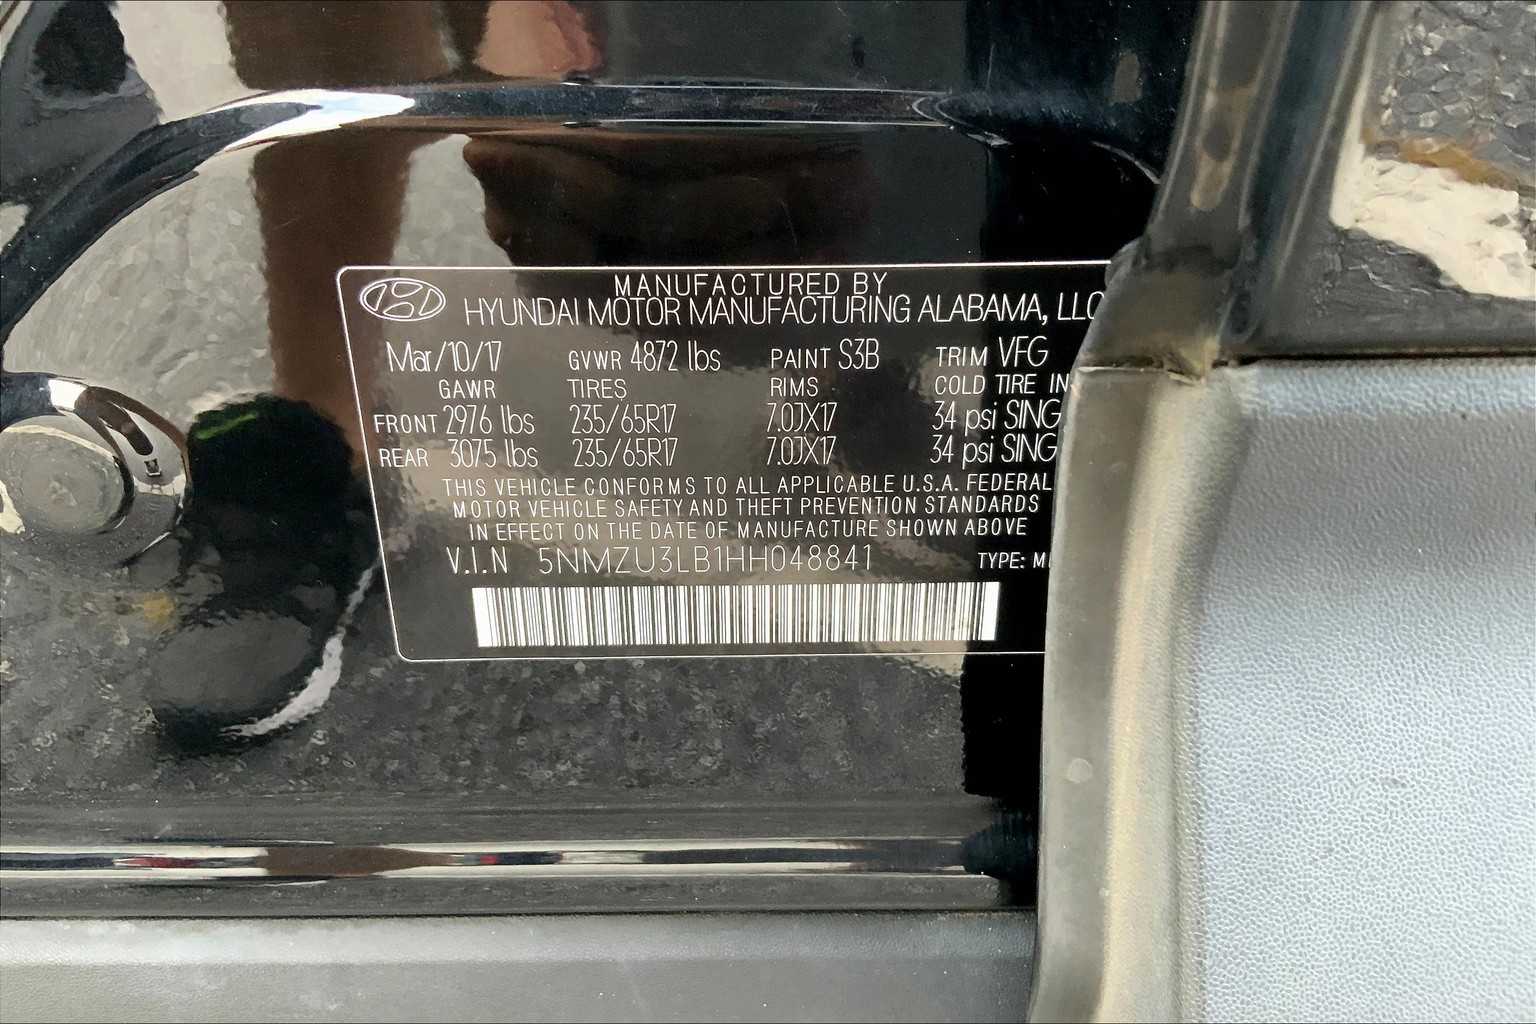 MANUFACTURED BY
HYUNDAI MOTOR MANUFACTURING ALABAMA, LLC
Mar/10/17 GVWR 4872 lbs PAINT S3B TRIM VFG
GAWR TIRES RIMS COLD TIRE IN
FRONT 2976 lbs 235/65R17 7.0JX17 34 psi SING
REAR 3075 lbs 235/65R17 7.0JX17 34 psi SING
THIS VEHICLE CONFORMS TO ALL APPLICABLE U.S.A. FEDERAL
MOTOR VEHICLE SAFETY AND THEFT PREVENTION STANDARDS
IN EFFECT ON THE DATE OF MANUFACTURE SHOWN ABOVE
V.I.N 5NMZU3LB1HH048841 TYPE: